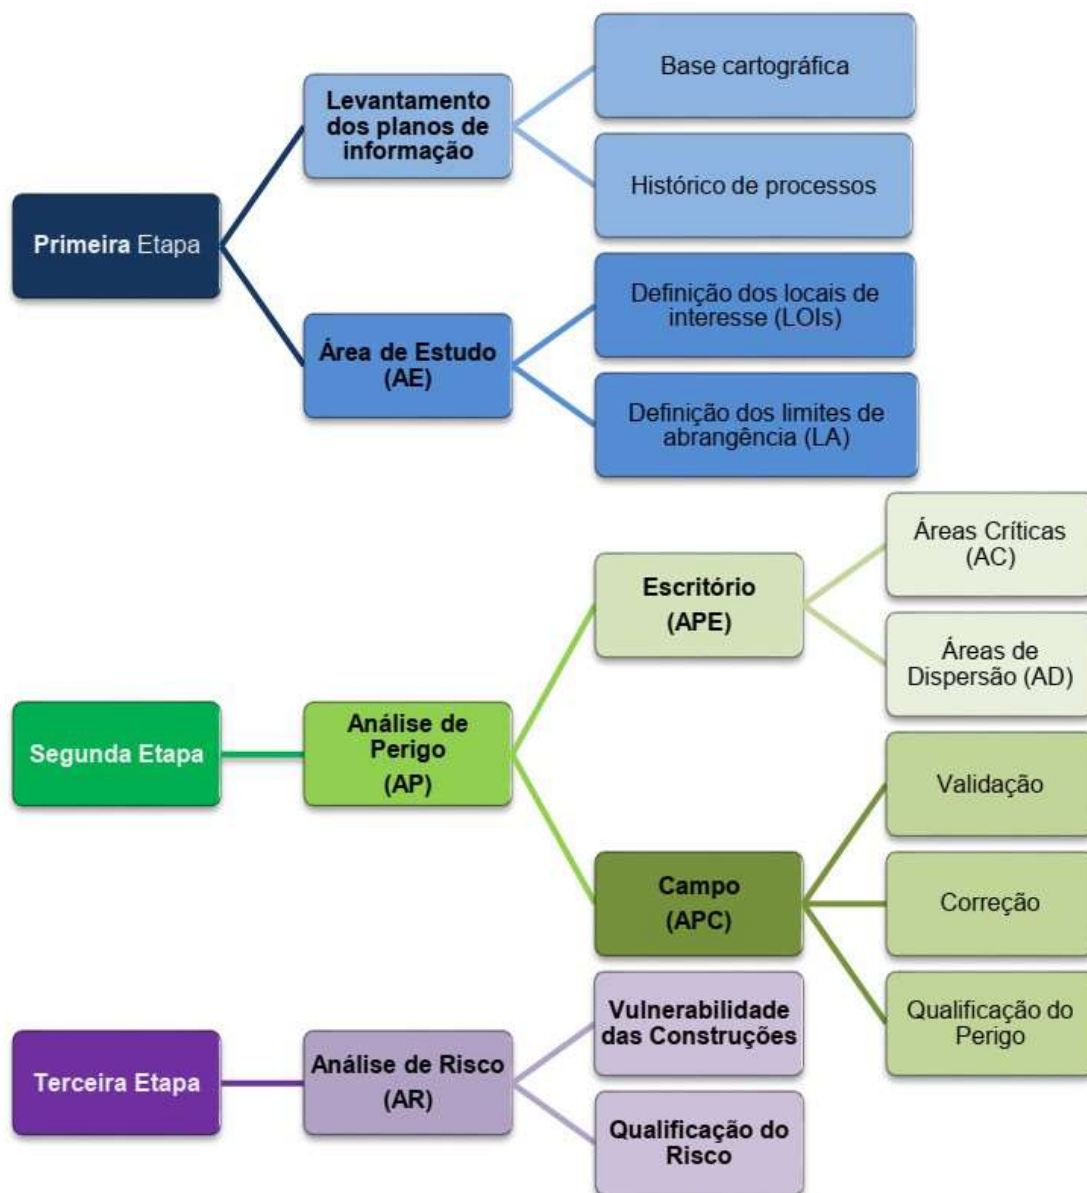 Primeira Etapa
Levantamento
dos planos de
informação
Base cartográfica
Histórico de processos
Área de Estudo
(AE)
Definição dos locais de
interesse (LOIs)
Definição dos limites de
abrangência (LA)
Segunda Etapa
Análise de
Perigo
(AP)
Escritório
(APE)
Áreas Críticas
(AC)
Áreas de
Dispersão (AD)
Campo
(APC)
Validação
Correção
Qualificação do
Perigo
Terceira Etapa
Análise de Risco
(AR)
Vulnerabilidade
das Construções
Qualificação do
Risco